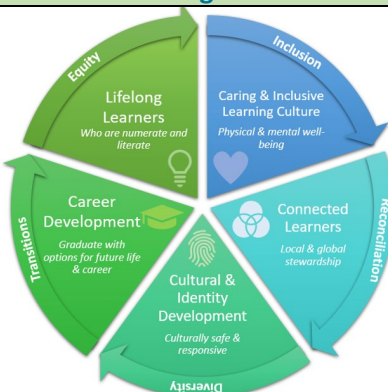 Equity
Lifelong
Learners
Who are numerate and
literate
Inclusion
Caring & Inclusive
Learning Culture
Physical & mental well-
being
Reconciliation
Connected
Learners
Local & global
stewardship
Diversity
Cultural &
Identity
Development
Culturally safe &
responsive
Transitions
Career
Development
Graduate with
options for future life
& career